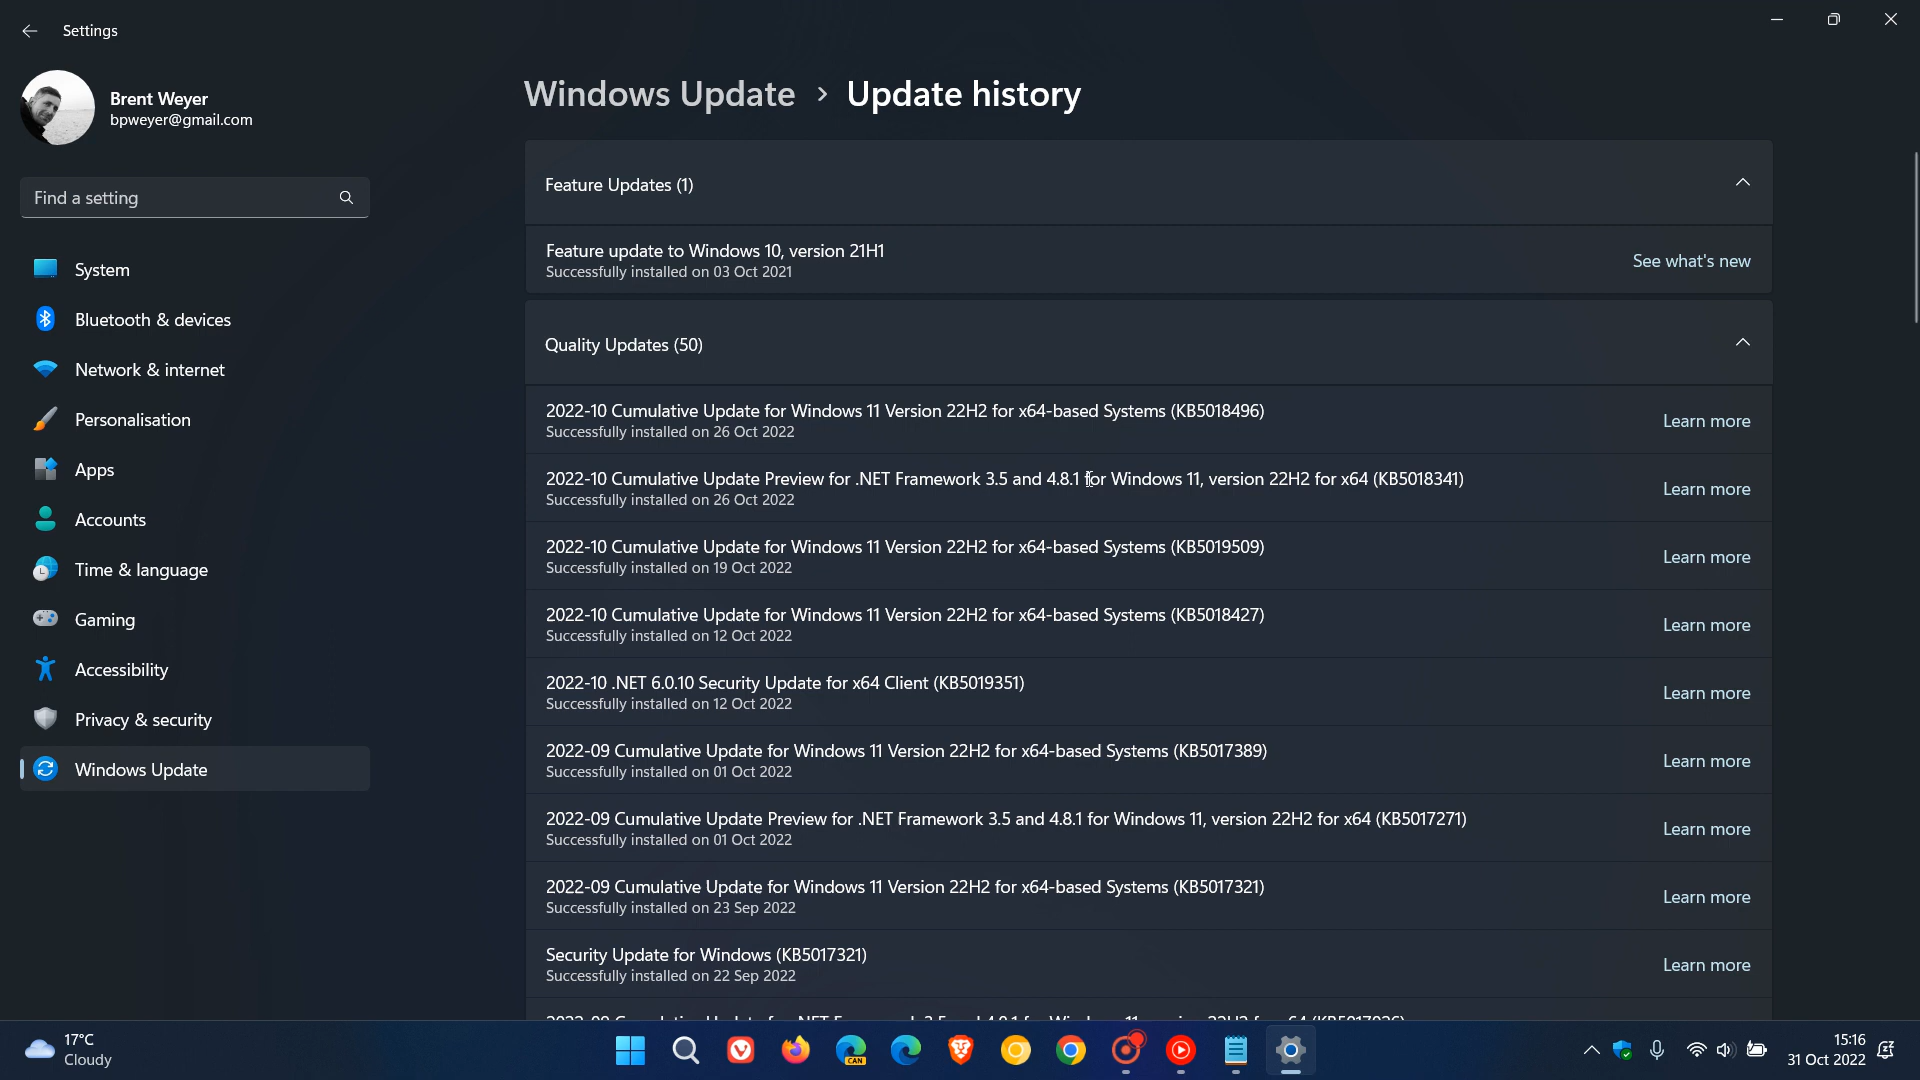 Settings
Brent Weyer
bpweyer@gmail.com
Find a setting
System
Bluetooth & devices
Network & internet
Personalisation
Apps
Accounts
Time & language
Gaming
Accessibility
Privacy & security
Windows Update
Windows Update > Update history
Feature Updates (1)
Feature update to Windows 10, version 21H1
Successfully installed on 03 Oct 2021
See what's new
Quality Updates (50)
2022-10 Cumulative Update for Windows 11 Version 22H2 for x64-based Systems (KB5018496)
Successfully installed on 26 Oct 2022
Learn more
2022-10 Cumulative Update Preview for .NET Framework 3.5 and 4.8.1 for Windows 11, version 22H2 for x64 (KB5018341)
Successfully installed on 26 Oct 2022
Learn more
2022-10 Cumulative Update for Windows 11 Version 22H2 for x64-based Systems (KB5019509)
Successfully installed on 19 Oct 2022
Learn more
2022-10 Cumulative Update for Windows 11 Version 22H2 for x64-based Systems (KB5018427)
Successfully installed on 12 Oct 2022
Learn more
2022-10 .NET 6.0.10 Security Update for x64 Client (KB5019351)
Successfully installed on 12 Oct 2022
Learn more
2022-09 Cumulative Update for Windows 11 Version 22H2 for x64-based Systems (KB5017389)
Successfully installed on 01 Oct 2022
Learn more
2022-09 Cumulative Update Preview for .NET Framework 3.5 and 4.8.1 for Windows 11, version 22H2 for x64 (KB5017271)
Successfully installed on 01 Oct 2022
Learn more
2022-09 Cumulative Update for Windows 11 Version 22H2 for x64-based Systems (KB5017321)
Successfully installed on 23 Sep 2022
Learn more
Security Update for Windows (KB5017321)
Successfully installed on 22 Sep 2022
Learn more
17°C
Cloudy
CAN
15:16
31 Oct 2022